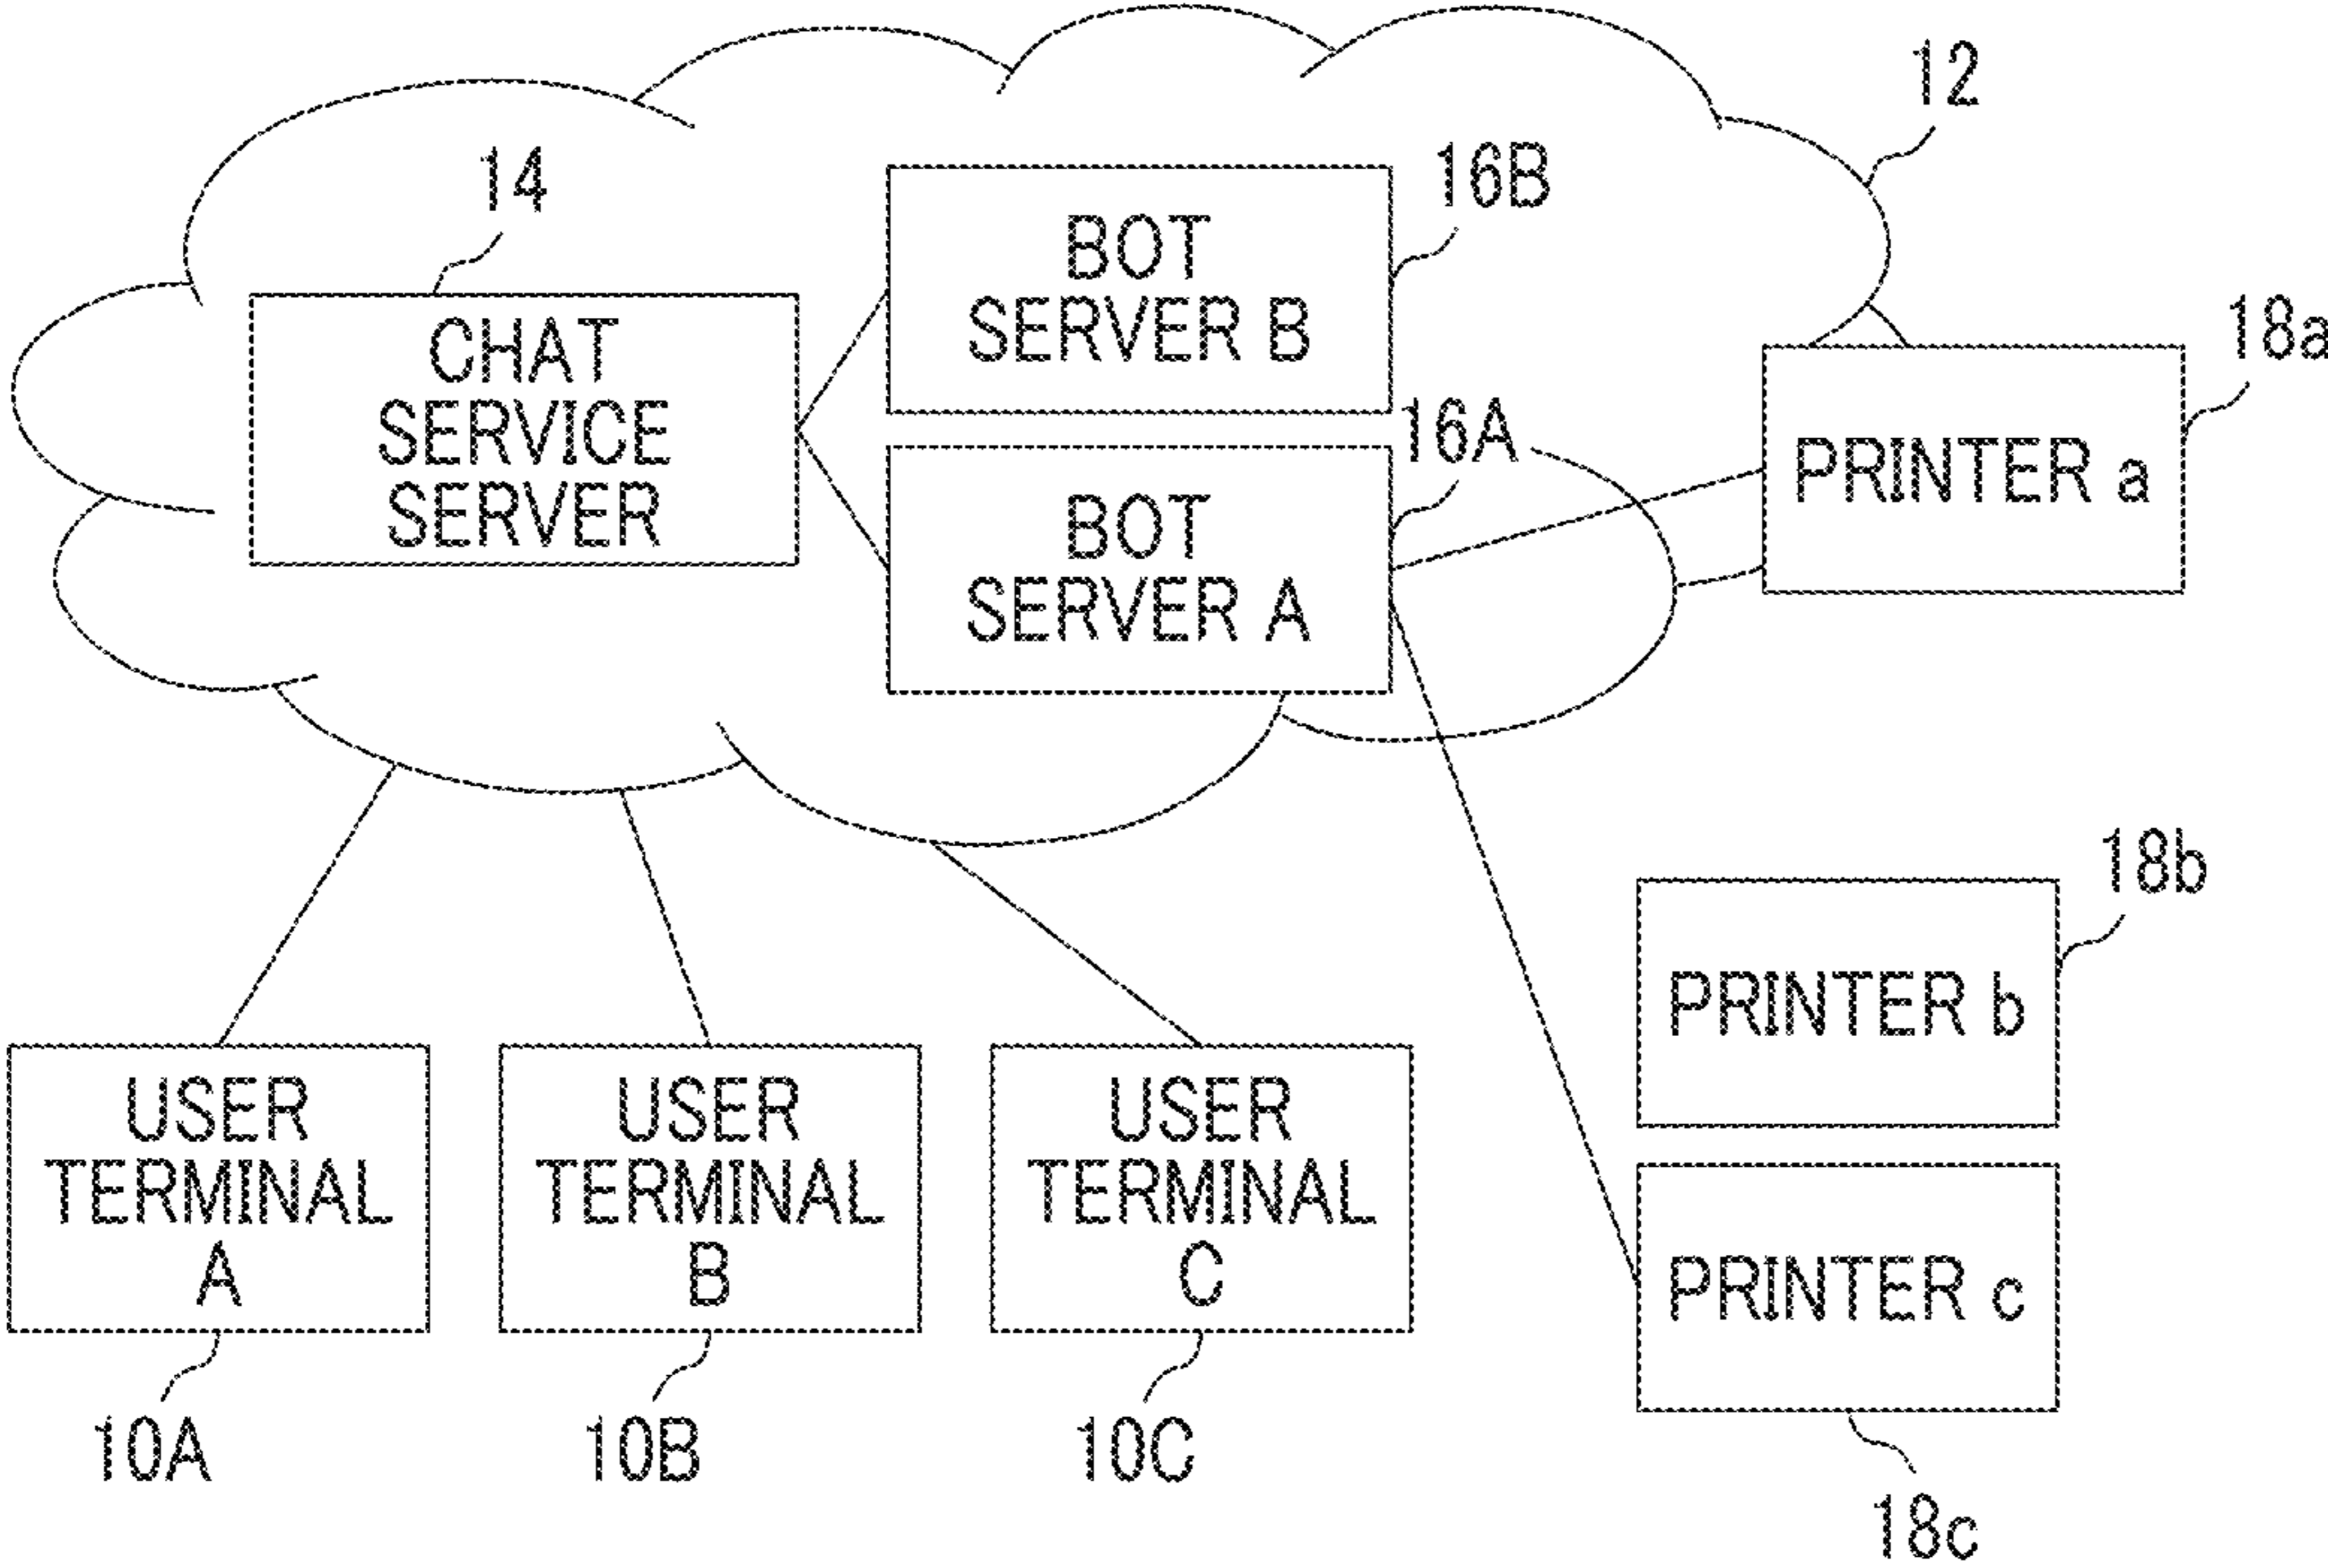 12
14
16B
BOT
SERVER B
CHAT
SERVICE
SERVER
18a
16A
BOT
SERVER A
PRINTER a
18b
PRINTER b
USER
TERMINAL
A
USER
TERMINAL
B
USER
TERMINAL
C
PRINTER c
10A
10B
10C
18c